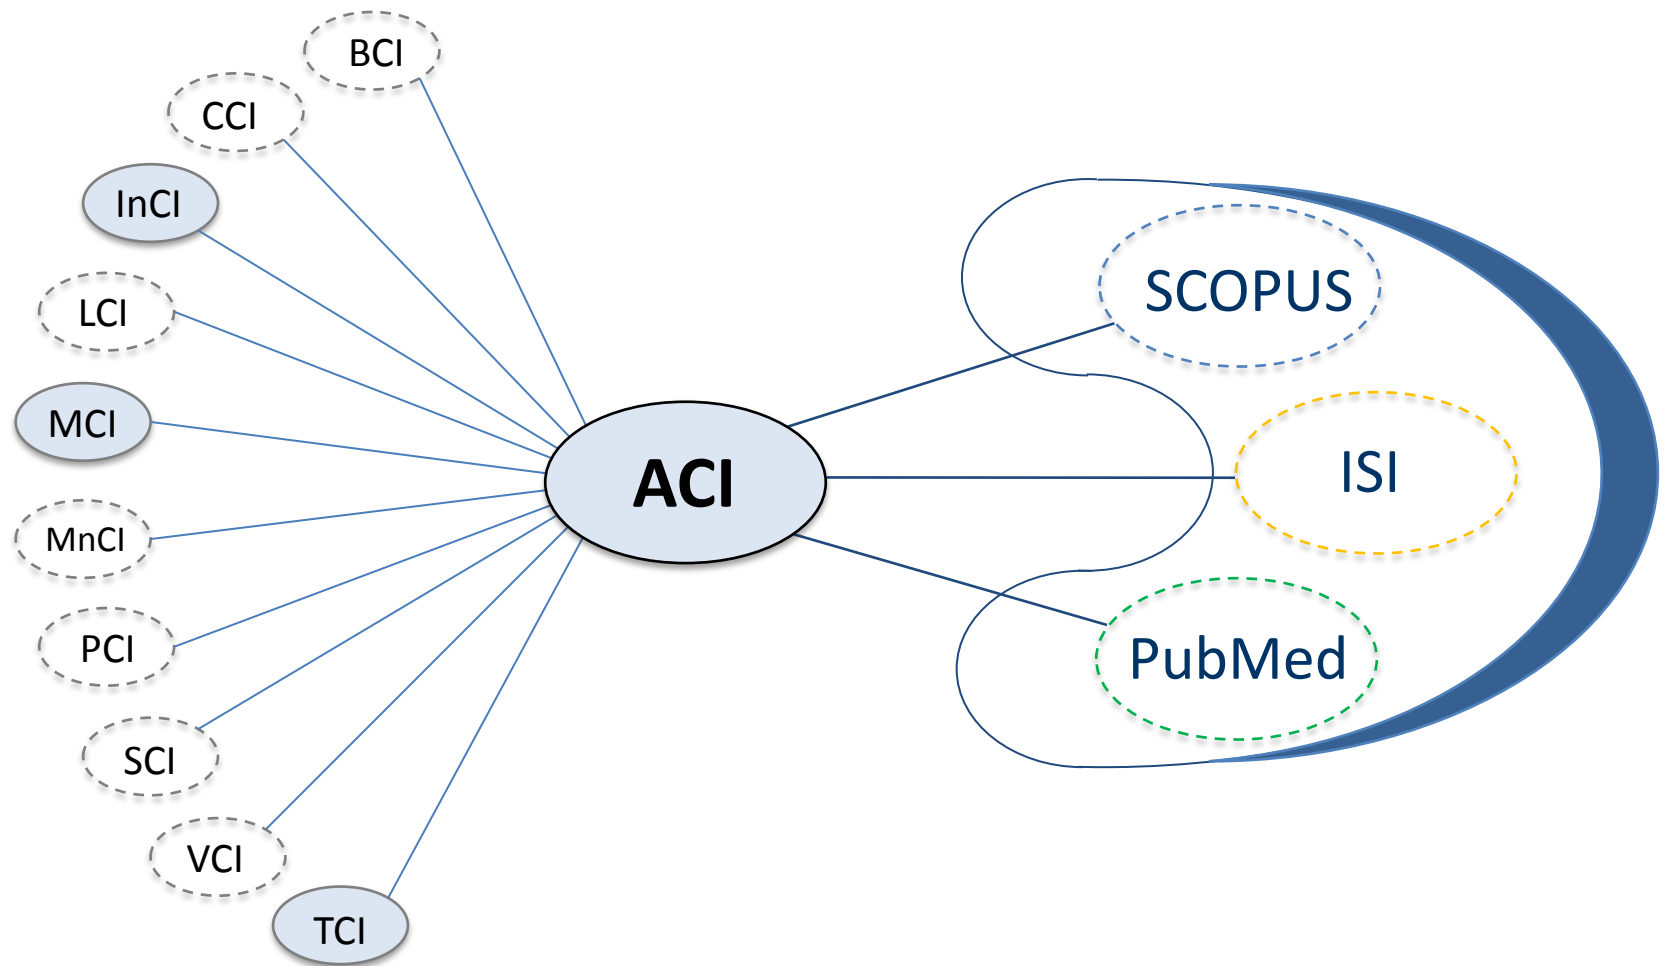 BCI
CCI
InCI
LCI
MCI
MnCI
PCI
SCI
VCI
TCI
ACI
SCOPUS
ISI
PubMed